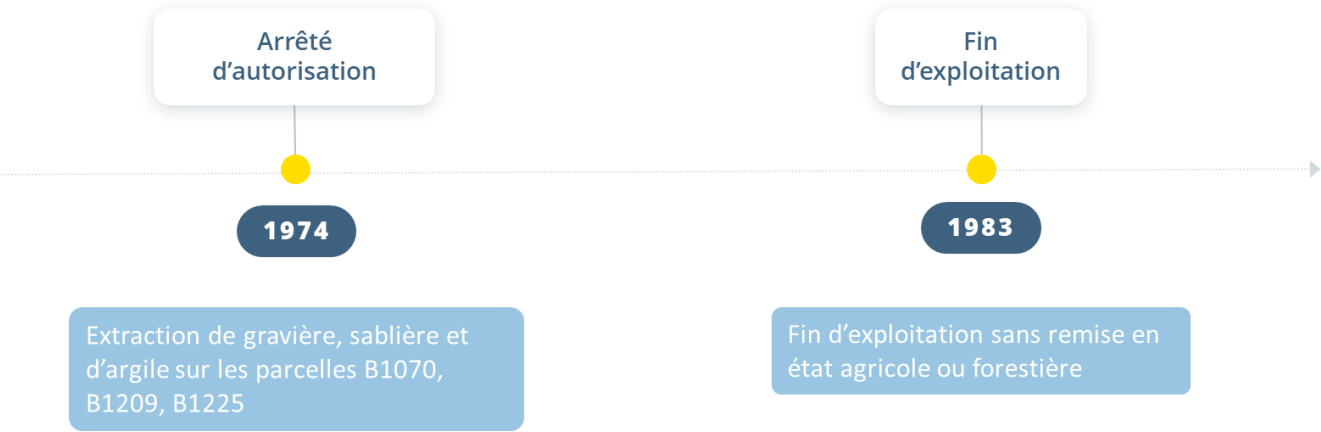 Arrêté
d’autorisation
Fin
d’exploitation
1974
1983
Extraction de gravière, sablière et
d’argile sur les parcelles B1070,
B1209, B1225
Fin d’exploitation sans remise en
état agricole ou forestière